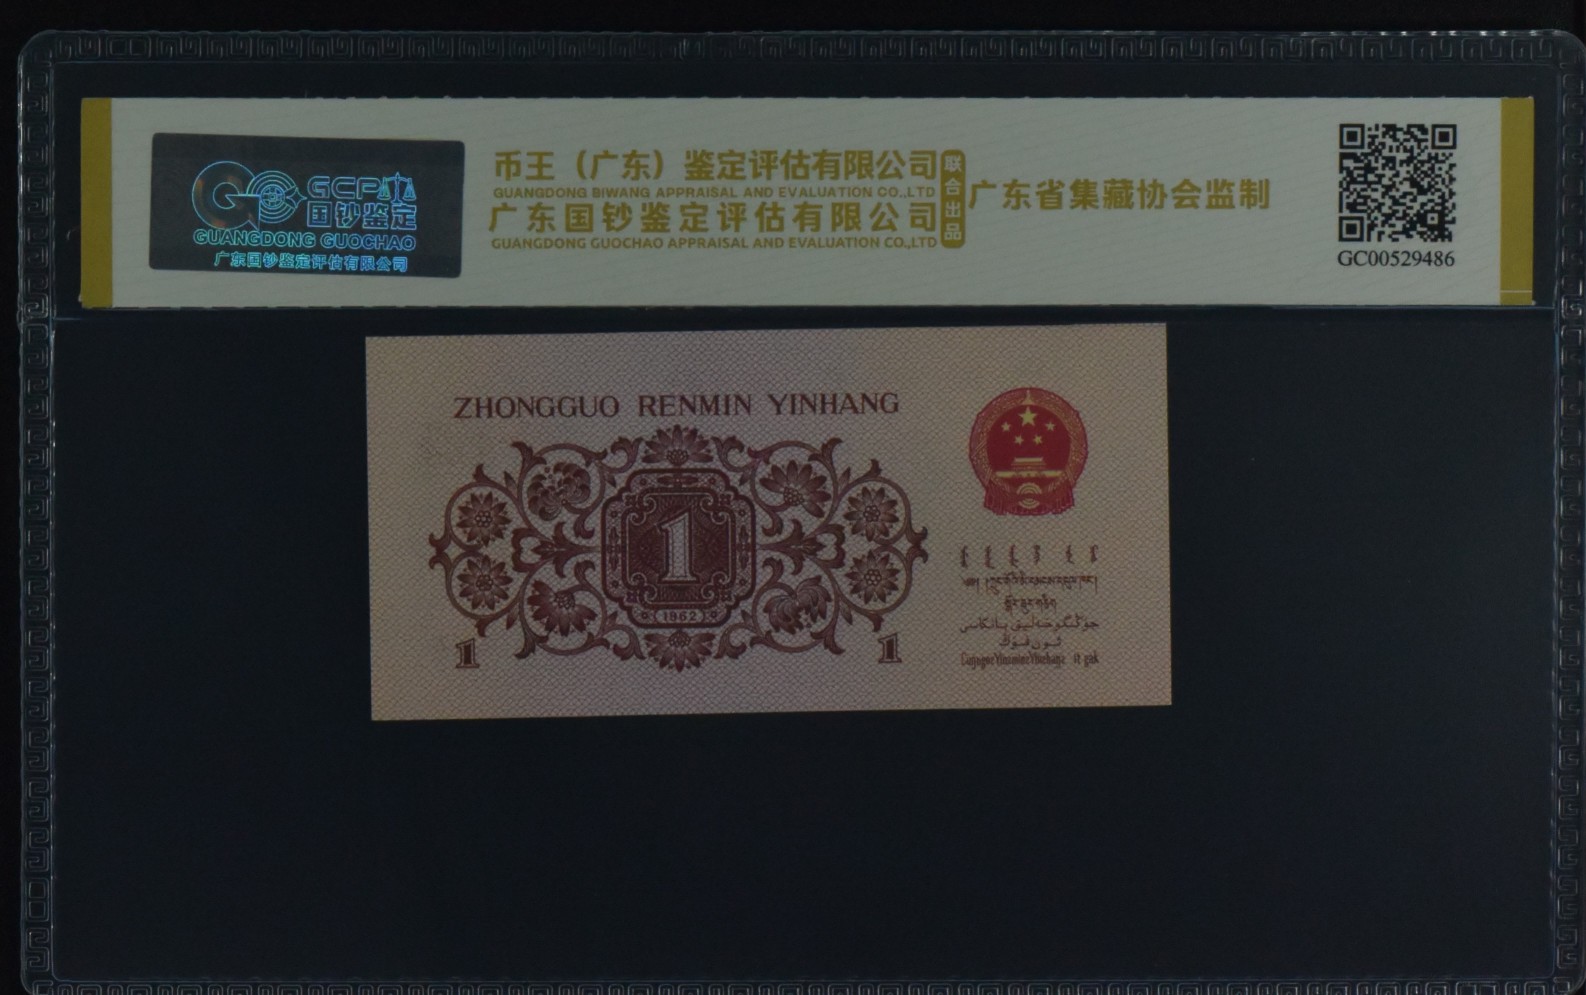 GCP
国钞鉴定
GUANGDONG GUOCHAO
广东国钞鉴定评估有限公司
币王（广东）鉴定评估有限公司
GUANGDONG BIWANG APPRAISAL AND EVALUATION CO.,LTD
广东国钞鉴定评估有限公司
GUANGDONG GUOCHAO APPRAISAL AND EVALUATION CO.,LTD
联合出品
广东省集藏协会监制
GC00529486
ZHONGGUO RENMIN YINHANG
1
1962
1
1